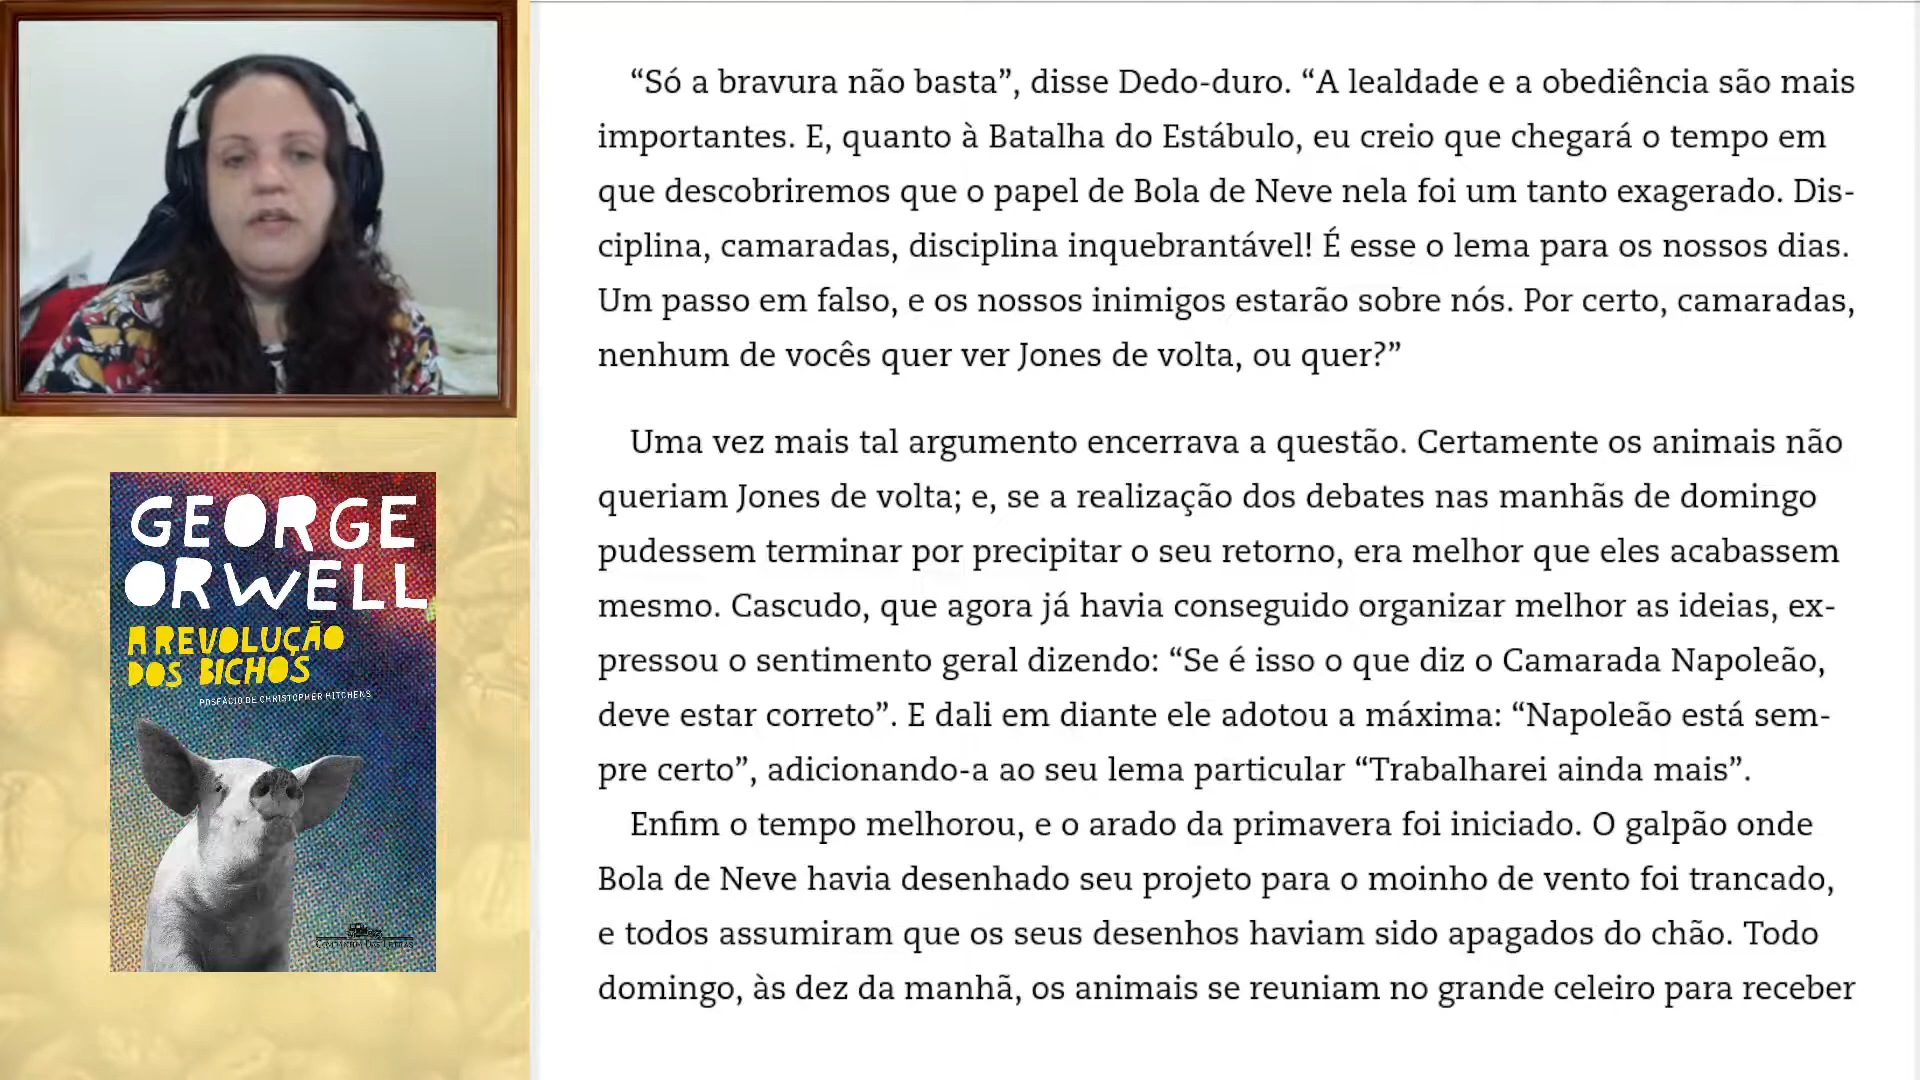 “Só a bravura não basta”, disse Dedo-duro. “A lealdade e a obediência são mais
importantes. E, quanto à Batalha do Estábulo, eu creio que chegará o tempo em
que descobriremos que o papel de Bola de Neve nela foi um tanto exagerado. Dis-
ciplina, camaradas, disciplina inquebrantável! É esse o lema para os nossos dias.
Um passo em falso, e os nossos inimigos estarão sobre nós. Por certo, camaradas,
nenhum de vocês quer ver Jones de volta, ou quer?”
Uma vez mais tal argumento encerrava a questão. Certamente os animais não
queriam Jones de volta; e, se a realização dos debates nas manhãs de domingo
pudessem terminar por precipitar o seu retorno, era melhor que eles acabassem
mesmo. Cascudo, que agora já havia conseguido organizar melhor as ideias, ex-
pressou o sentimento geral dizendo: “Se é isso o que diz o Camarada Napoleão,
deve estar correto”. E dali em diante ele adotou a máxima: “Napoleão está sem-
pre certo”, adicionando-a ao seu lema particular “Trabalharei ainda mais”.
Enfim o tempo melhorou, e o arado da primavera foi iniciado. O galpão onde
Bola de Neve havia desenhado seu projeto para o moinho de vento foi trancado,
e todos assumiram que os seus desenhos haviam sido apagados do chão. Todo
domingo, às dez da manhã, os animais se reuniam no grande celeiro para receber
GEORGE
ORWELL
A REVOLUÇÃO
DOS BICHOS
POSFÁCIO DE CHRISTOPHER HITCHENS
COMPANHIA DAS LETRAS